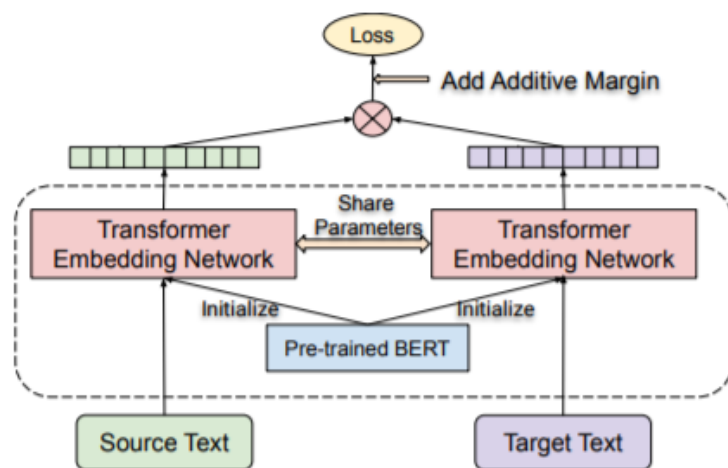 Loss
Add Additive Margin
Share
Parameters
Transformer
Embedding Network
Transformer
Embedding Network
Initialize
Initialize
Pre-trained BERT
Source Text
Target Text